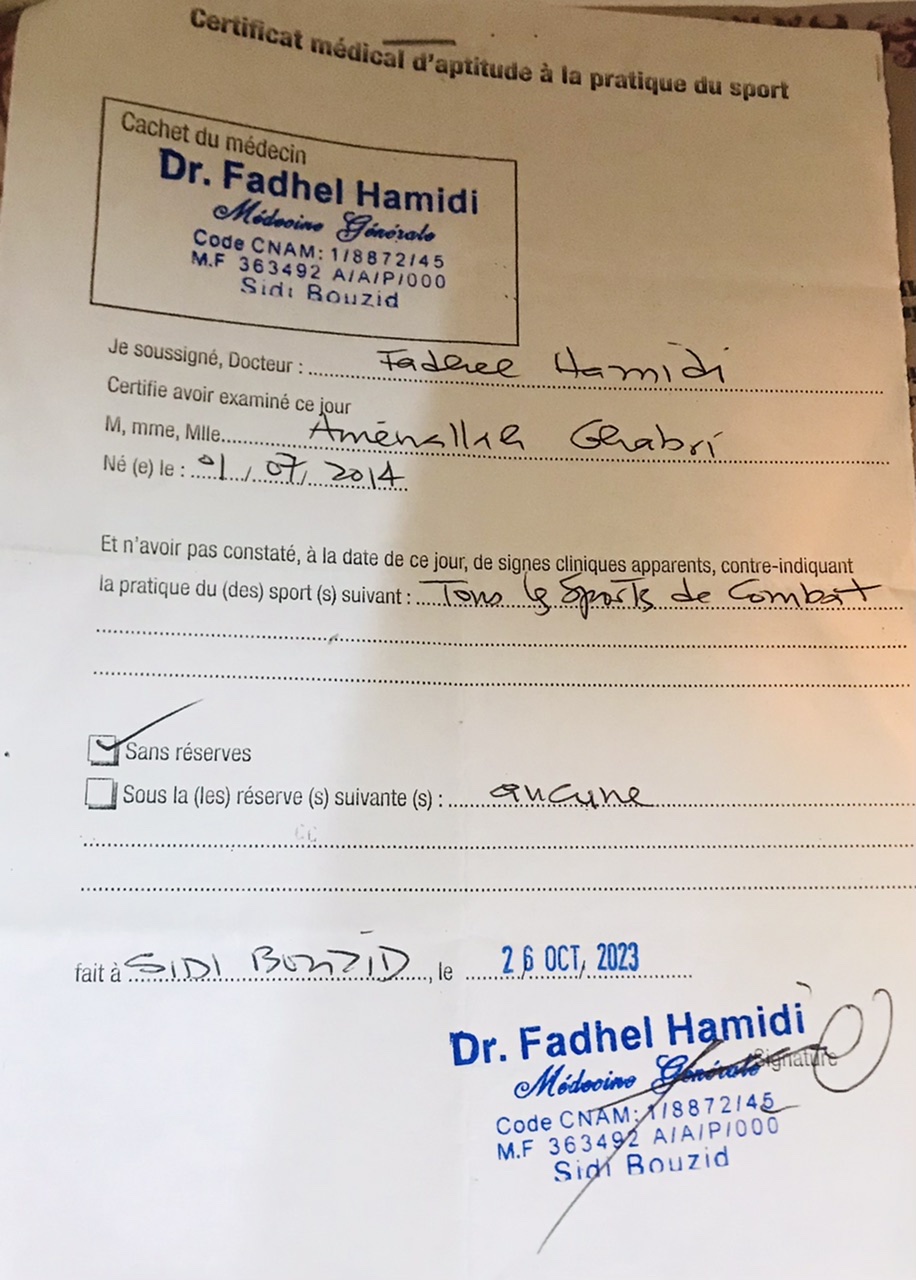 Certificat médical d'aptitude à la pratique du sport
Cachet du médecin
Dr. Fadhel Hamidi
Médecine Générale
Code CNAM: 1/8872/45
M.F 363492 A/A/P/000
Sidi Bouzid
Je soussigné, Docteur : Fadhel Hamidi
Certifie avoir examiné ce jour
M, mme, Mlle Aménallah Ghabri
Né (e) le : 01/07/2014
Et n'avoir pas constaté, à la date de ce jour, de signes cliniques apparents, contre-indiquant
la pratique du (des) sport (s) suivant : Tous les Sports de Combat
Sans réserves
Sous la (les) réserve (s) suivante (s) : aucune
fait à SIDI BOUZID, le 26 OCT, 2023
Dr. Fadhel Hamidi
Signature
Médecine Générale
Code CNAM: 1/8872/45
M.F 363492 A/A/P/000
Sidi Bouzid